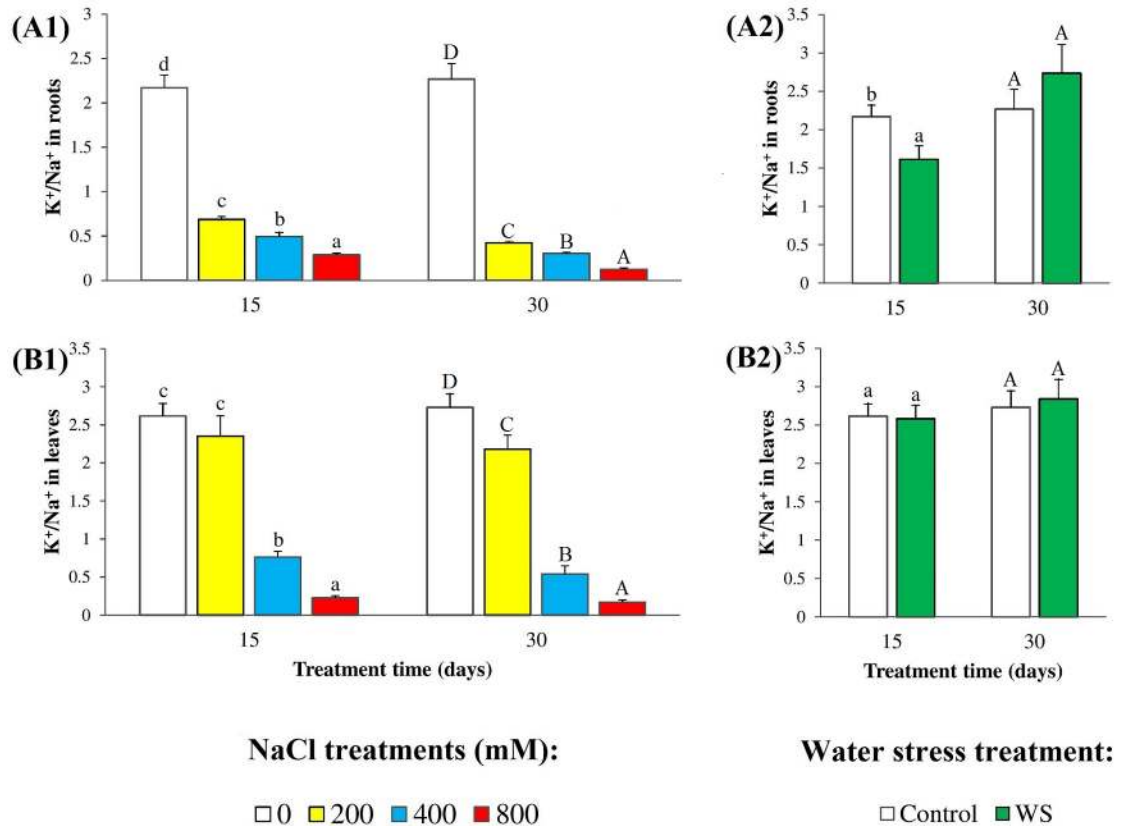 (A1)
K⁺/Na⁺ in roots
3
2.5
2
1.5
1
0.5
0
d
c
b
a
D
C
B
A
15
30
(A2)
K⁺/Na⁺ in roots
3.5
3
2.5
2
1.5
1
0.5
0
b
a
A
A
15
30
(B1)
K⁺/Na⁺ in leaves
3.5
3
2.5
2
1.5
1
0.5
0
c
c
b
a
D
C
B
A
15
30
Treatment time (days)
(B2)
K⁺/Na⁺ in leaves
3.5
3
2.5
2
1.5
1
0.5
0
a
a
A
A
15
30
Treatment time (days)
NaCl treatments (mM):
0 200 400 800
Water stress treatment:
Control WS